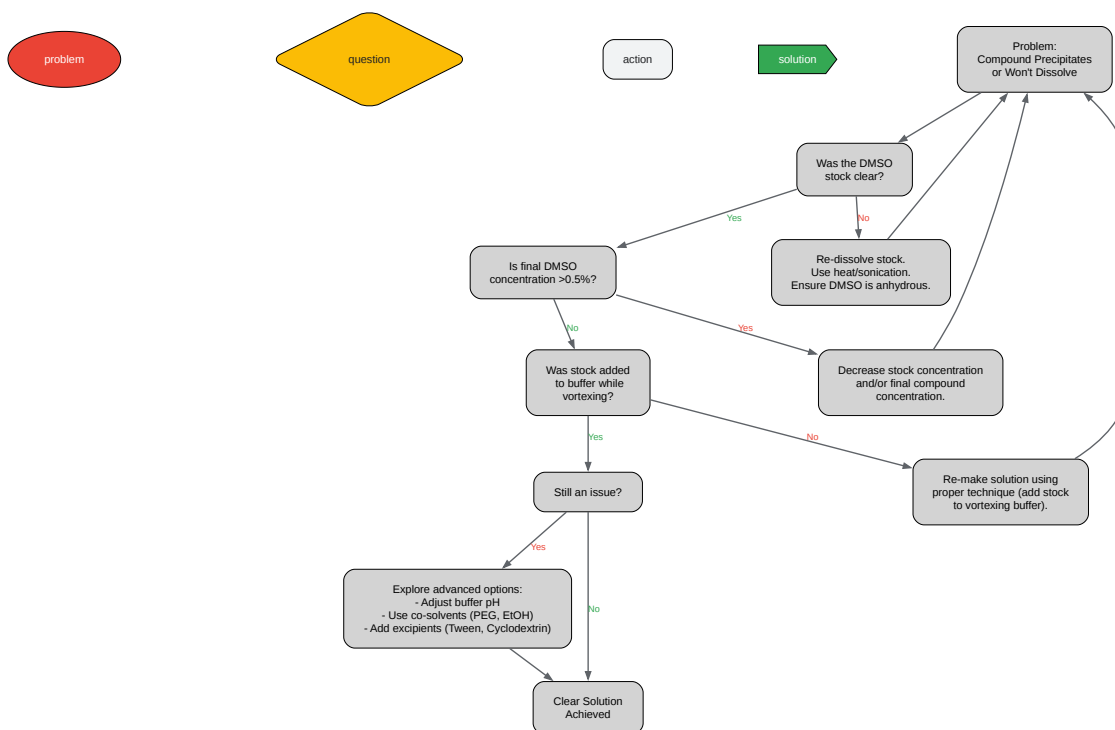 problem
question
action
solution
Problem:
Compound Precipitates
or Won't Dissolve
Was the DMSO
stock clear?
Yes
No
Is final DMSO
concentration >0.5%?
Re-dissolve stock.
Use heat/sonication.
Ensure DMSO is anhydrous.
No
Yes
Was stock added
to buffer while
vortexing?
Decrease stock concentration
and/or final compound
concentration.
Yes
No
Still an issue?
Re-make solution using
proper technique (add stock
to vortexing buffer).
Yes
No
Explore advanced options:
- Adjust buffer pH
- Use co-solvents (PEG, EtOH)
- Add excipients (Tween, Cyclodextrin)
Clear Solution
Achieved